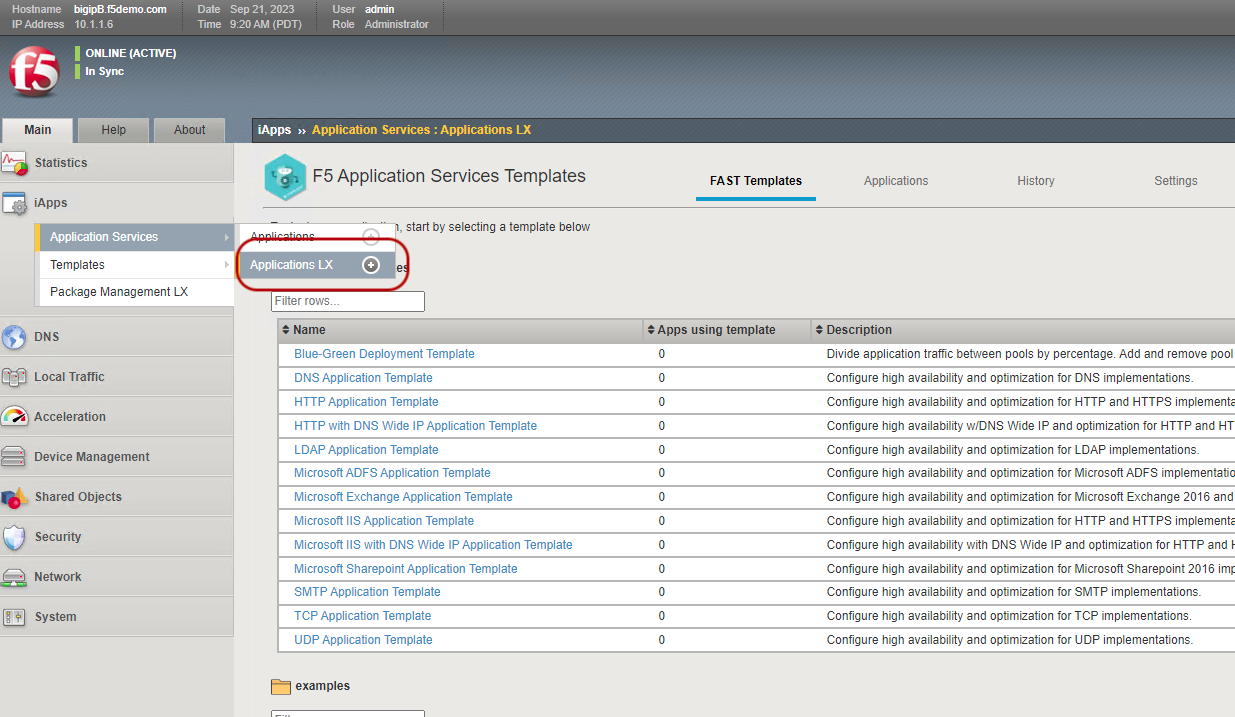 Hostname bigipB.f5demo.com Date Sep 21, 2023 User admin
IP Address 10.1.1.6 Time 9:20 AM (PDT) Role Administrator
f5
ONLINE (ACTIVE)
In Sync
Main Help About
iApps ›› Application Services : Applications LX
Statistics
iApps
Application Services
Templates
Package Management LX
DNS
Local Traffic
Acceleration
Device Management
Shared Objects
Security
Network
System
Applications
Applications LX
F5 Application Services Templates
FAST Templates Applications History Settings
, start by selecting a template below
Filter rows...
Name Apps using template Description
Blue-Green Deployment Template 0 Divide application traffic between pools by percentage. Add and remove pool
DNS Application Template 0 Configure high availability and optimization for DNS implementations.
HTTP Application Template 0 Configure high availability and optimization for HTTP and HTTPS implementa
HTTP with DNS Wide IP Application Template 0 Configure high availability w/DNS Wide IP and optimization for HTTP and HT
LDAP Application Template 0 Configure high availability and optimization for LDAP implementations.
Microsoft ADFS Application Template 0 Configure high availability and optimization for Microsoft ADFS implementatio
Microsoft Exchange Application Template 0 Configure high availability and optimization for Microsoft Exchange 2016 and
Microsoft IIS Application Template 0 Configure high availability and optimization for HTTP and HTTPS implementa
Microsoft IIS with DNS Wide IP Application Template 0 Configure high availability with DNS Wide IP and optimization for HTTP and H
Microsoft Sharepoint Application Template 0 Configure high availability and optimization for Microsoft Sharepoint 2016 imp
SMTP Application Template 0 Configure high availability and optimization for SMTP implementations.
TCP Application Template 0 Configure high availability and optimization for TCP implementations.
UDP Application Template 0 Configure high availability and optimization for UDP implementations.
examples